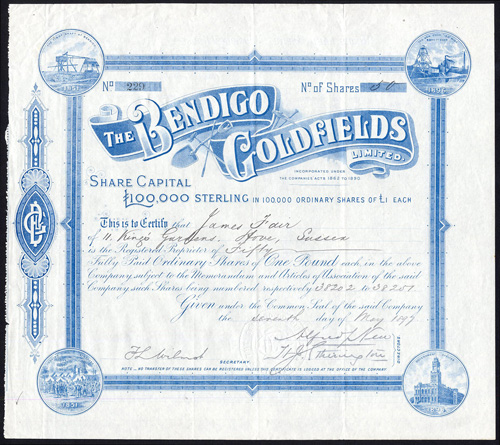 1851
1896
No 229
No of Shares 50
THE BENDIGO
GOLDFIELDS
LIMITED.
INCORPORATED UNDER
THE COMPANIES ACTS 1862 TO 1890
SHARE CAPITAL
£100,000 STERLING IN 100,000 ORDINARY SHARES OF £1 EACH
This is to Certify that James Fair
of 11. King's Gardens, Hove, Sussex
is the Registered Proprietor of Fifty
Fully Paid Ordinary Shares of One Pound each, in the above
Company, subject to the Memorandum and Articles of Association of the said
Company such Shares being numbered respectively 38202 to 38251
Given under the Common Seal of the said Company
the seventh day of May 1897
DIRECTORS
SECRETARY.
NOTE._NO TRANSFER OF THESE SHARES CAN BE REGISTERED UNLESS THIS CERTIFICATE IS LODGED AT THE OFFICE OF THE COMPANY
1851